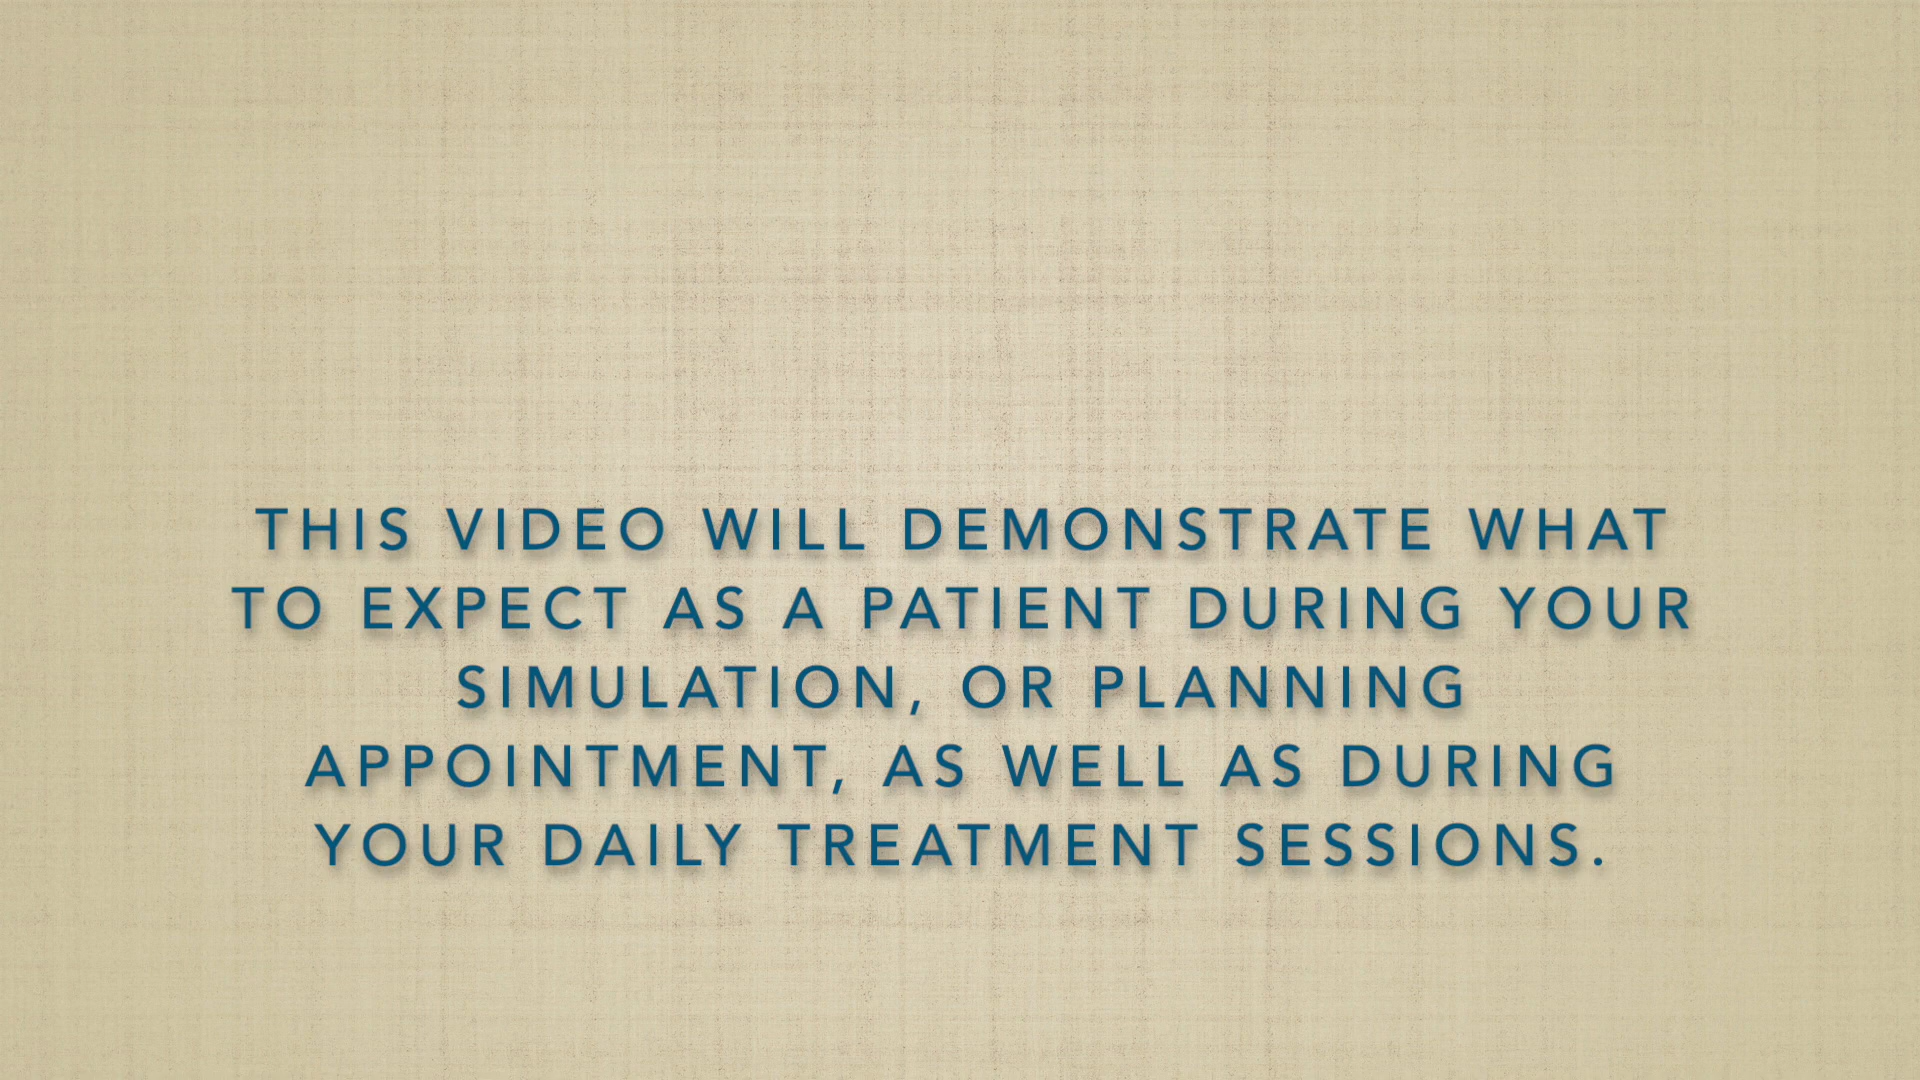 THIS VIDEO WILL DEMONSTRATE WHAT
TO EXPECT AS A PATIENT DURING YOUR
SIMULATION, OR PLANNING
APPOINTMENT, AS WELL AS DURING
YOUR DAILY TREATMENT SESSIONS.